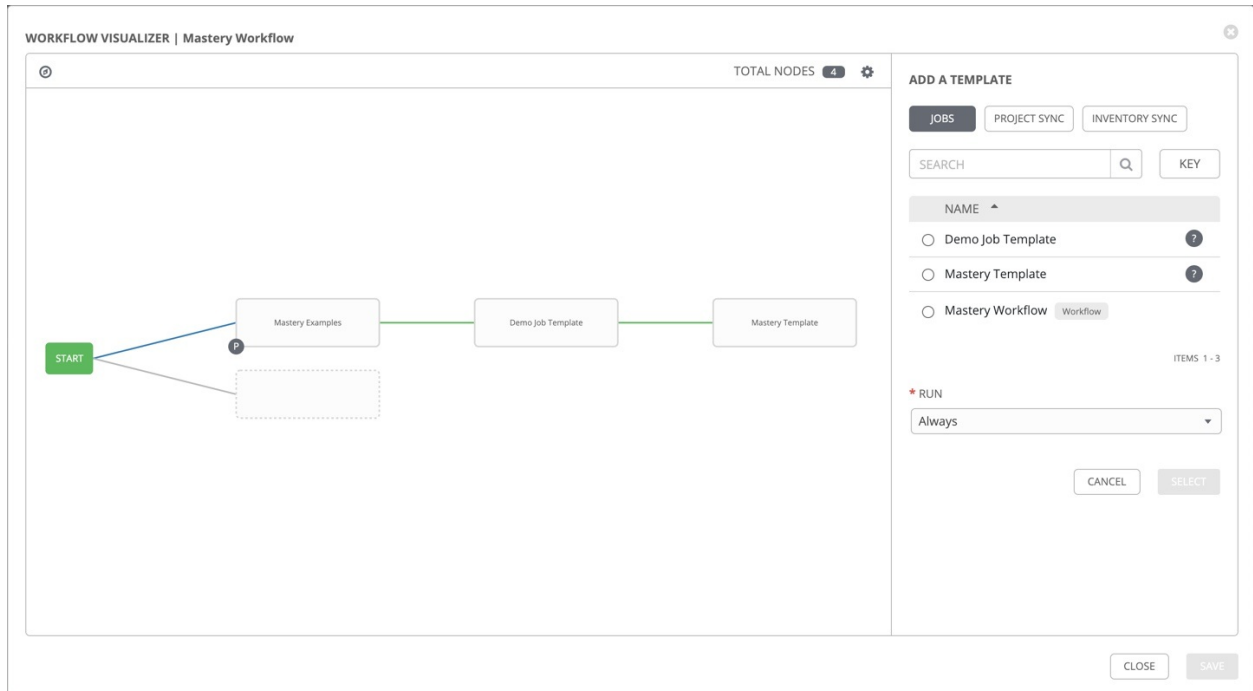 WORKFLOW VISUALIZER | Mastery Workflow
TOTAL NODES 4
START
Mastery Examples
P
Demo Job Template
Mastery Template
ADD A TEMPLATE
JOBS PROJECT SYNC INVENTORY SYNC
SEARCH KEY
NAME
Demo Job Template ?
Mastery Template ?
Mastery Workflow Workflow
ITEMS 1 - 3
* RUN
Always
CANCEL SELECT
CLOSE SAVE